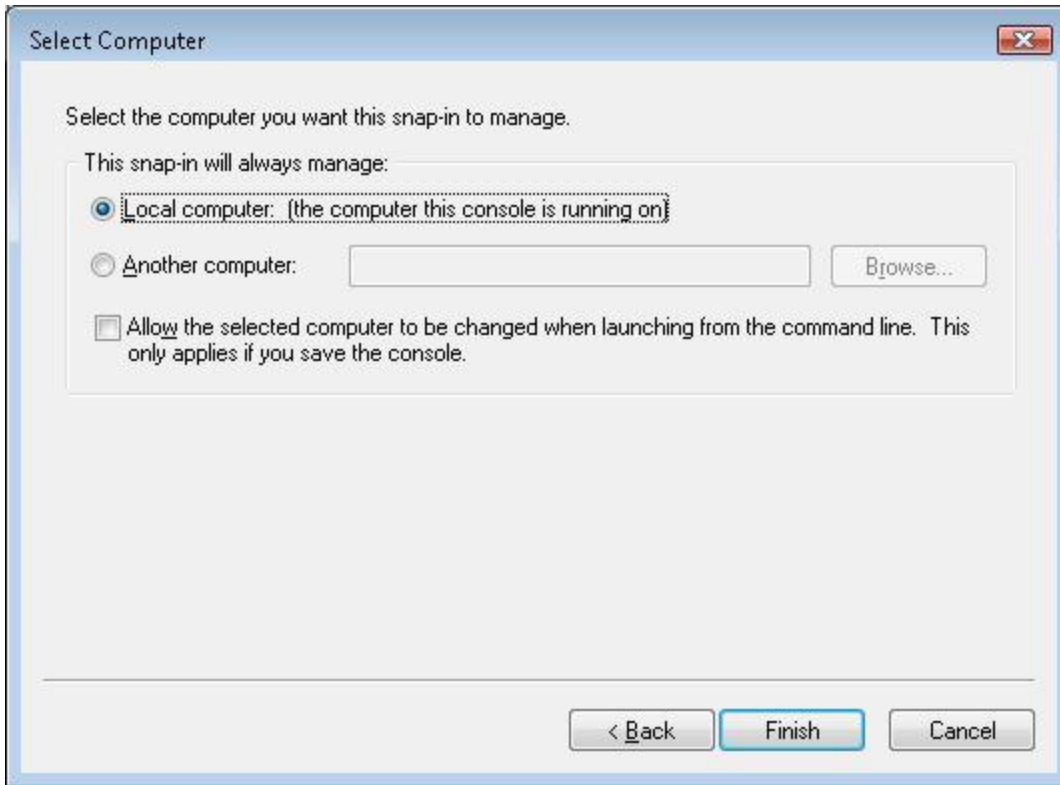 Select Computer
Select the computer you want this snap-in to manage.
This snap-in will always manage:
Local computer:  (the computer this console is running on)
Another computer:
Browse...
Allow the selected computer to be changed when launching from the command line.  This
only applies if you save the console.
< Back
Finish
Cancel